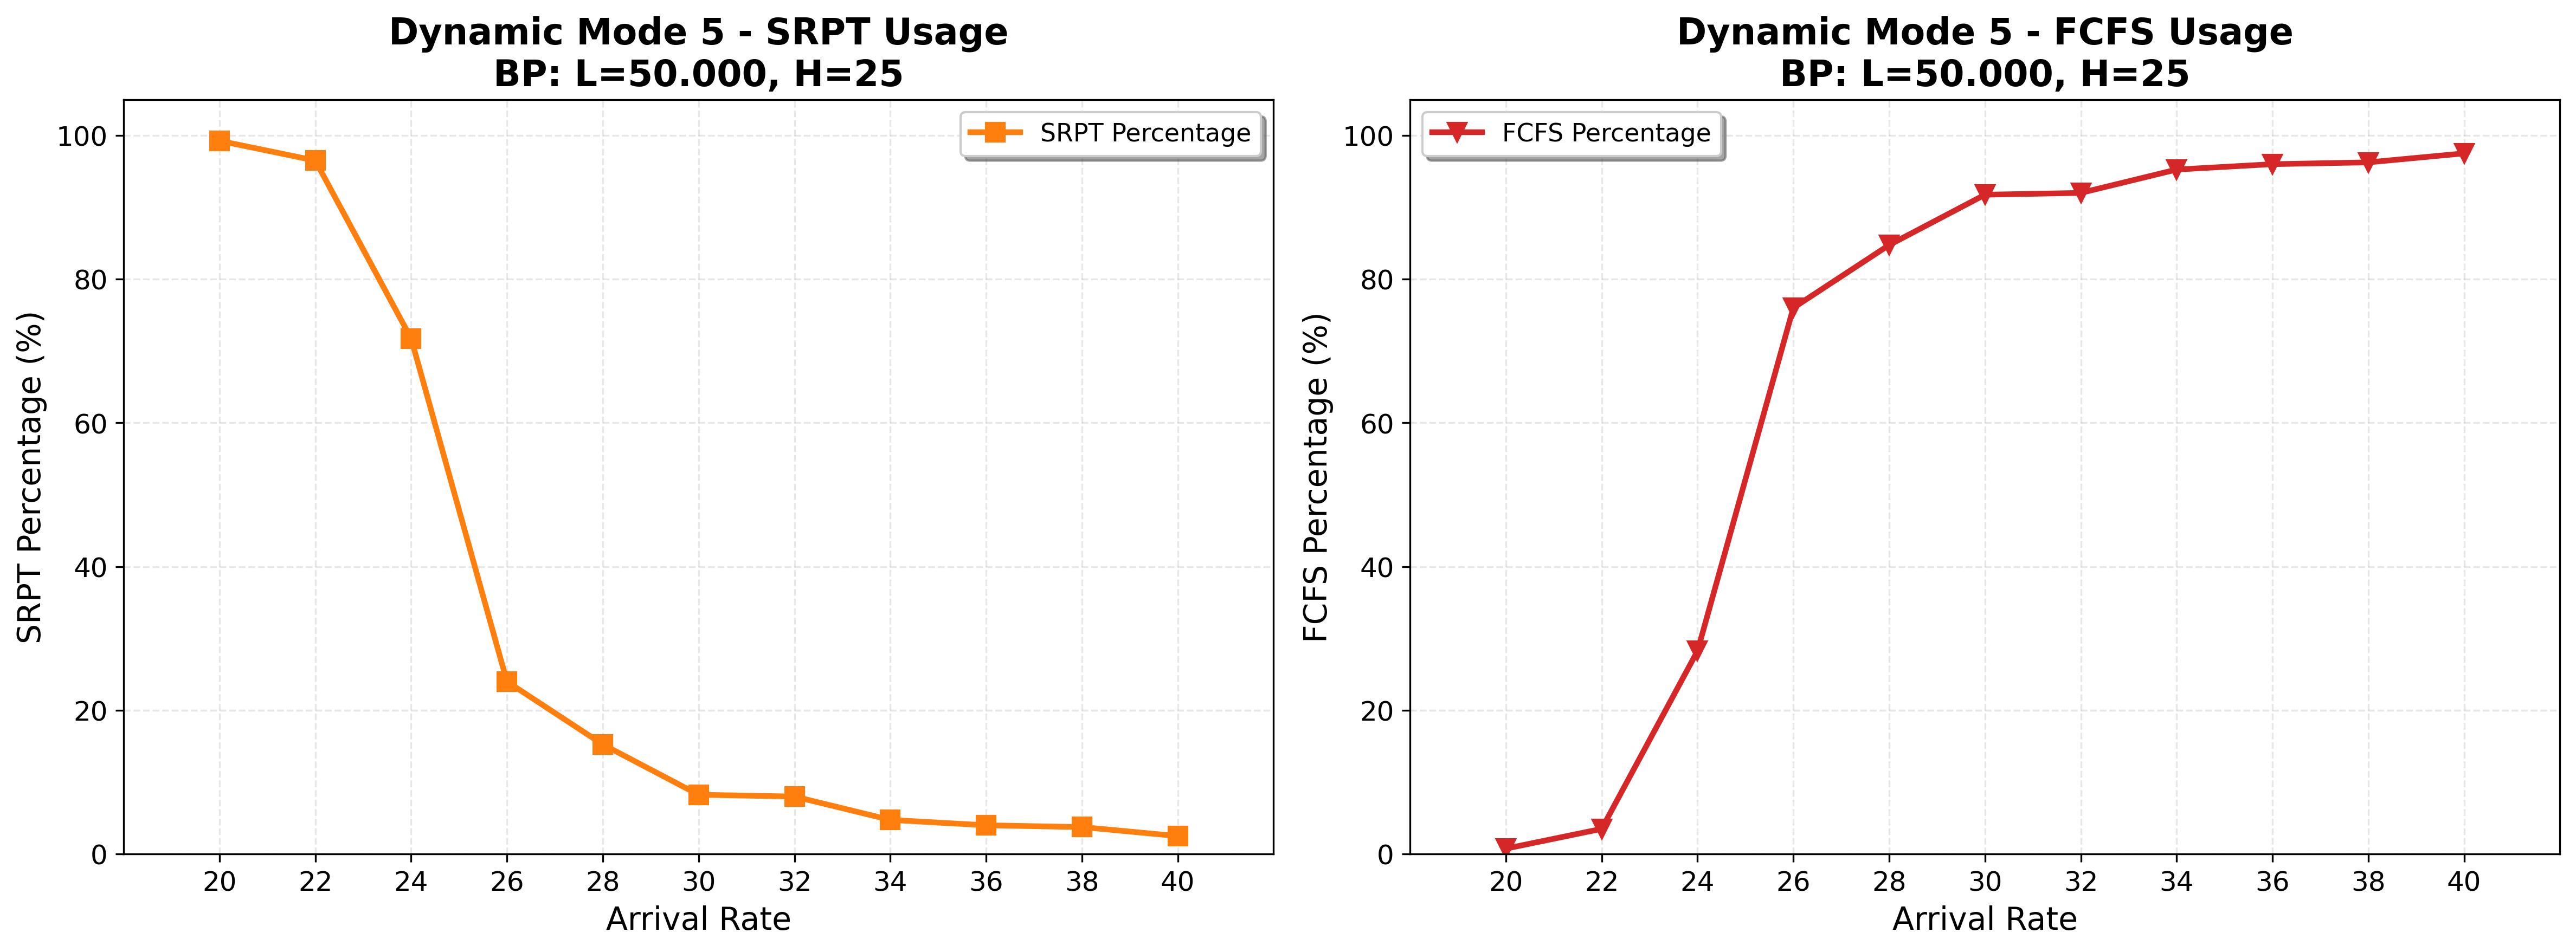 Dynamic Mode 5 - SRPT Usage
BP: L=50.000, H=25
SRPT Percentage
SRPT Percentage (%)
100
80
60
40
20
0
20 22 24 26 28 30 32 34 36 38 40
Arrival Rate
Dynamic Mode 5 - FCFS Usage
BP: L=50.000, H=25
FCFS Percentage
FCFS Percentage (%)
100
80
60
40
20
0
20 22 24 26 28 30 32 34 36 38 40
Arrival Rate